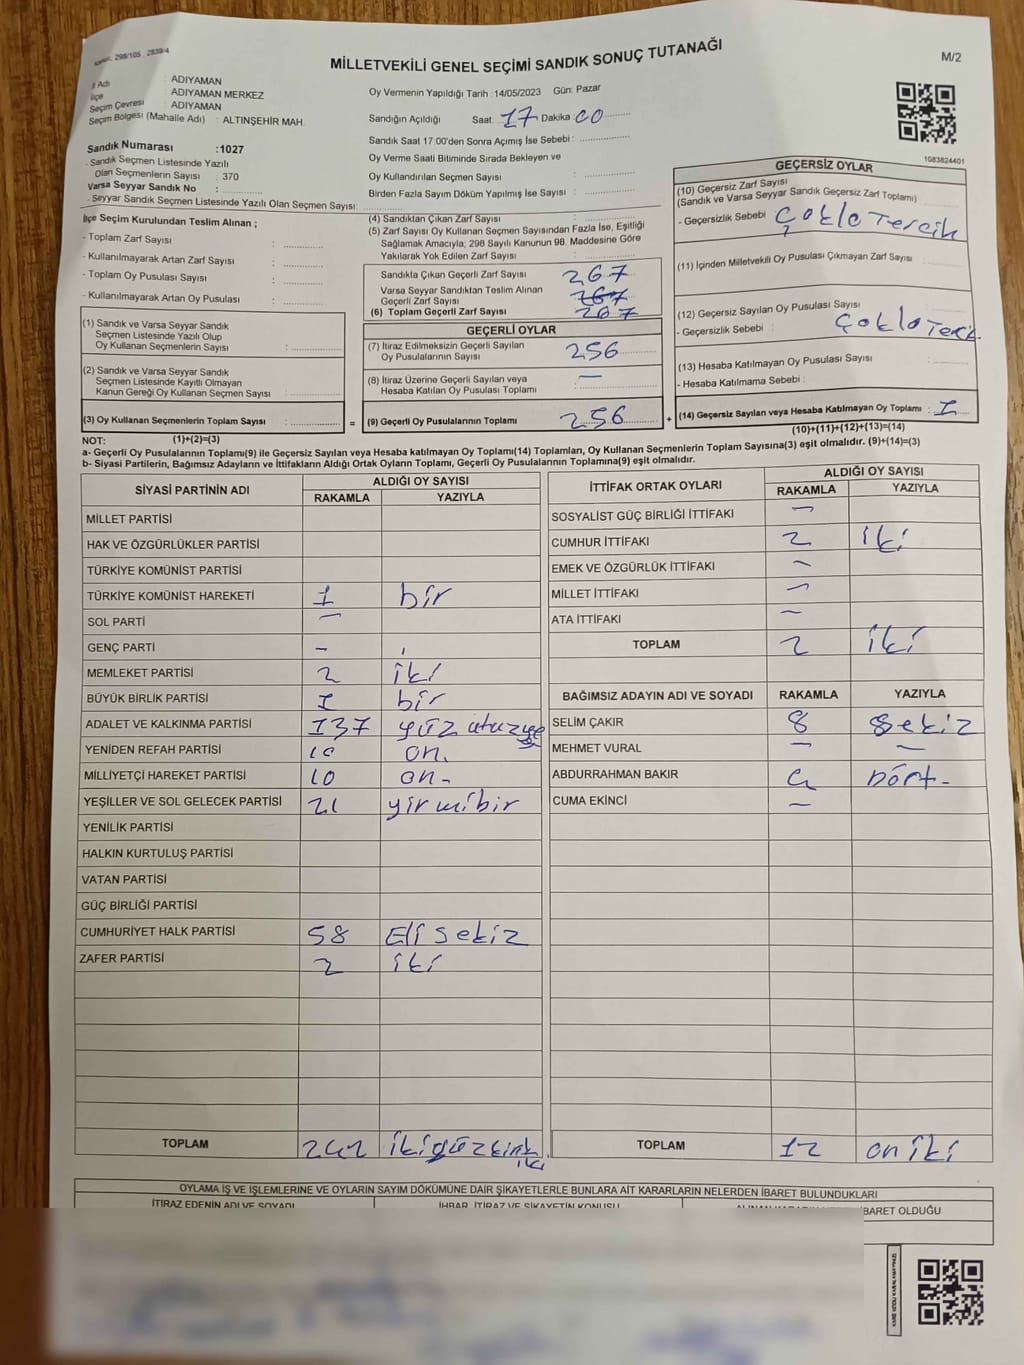 298/105 2839/4
MİLLETVEKİLİ GENEL SEÇİMİ SANDIK SONUÇ TUTANAĞI
M/2
İl Adı : ADIYAMAN
İlçe : ADIYAMAN MERKEZ
Seçim Çevresi : ADIYAMAN
Seçim Bölgesi (Mahalle Adı) : ALTINŞEHİR MAH.
Sandık Numarası :1027
- Sandık Seçmen Listesinde Yazılı
Olan Seçmenlerin Sayısı : 370
Varsa Seyyar Sandık No :
- Seyyar Sandık Seçmen Listesinde Yazılı Olan Seçmen Sayısı:
Oy Vermenin Yapıldığı Tarih : 14/05/2023 Gün: Pazar
Sandığın Açıldığı Saat: 17 Dakika 00
Sandık Saat 17.00'den Sonra Açımış İse Sebebi :
Oy Verme Saati Bitiminde Sırada Bekleyen ve
Oy Kullandırılan Seçmen Sayısı :
Birden Fazla Sayım Döküm Yapılmış İse Sayısı :
1083824401
İlçe Seçim Kurulundan Teslim Alınan ;
- Toplam Zarf Sayısı :
- Kullanılmayarak Artan Zarf Sayısı :
- Toplam Oy Pusulası Sayısı :
- Kullanılmayarak Artan Oy Pusulası :
(1) Sandık ve Varsa Seyyar Sandık
Seçmen Listesinde Yazılı Olup
Oy Kullanan Seçmenlerin Sayısı :
(2) Sandık ve Varsa Seyyar Sandık
Seçmen Listesinde Kayıtlı Olmayan
Kanun Gereği Oy Kullanan Seçmen Sayısı :
(3) Oy Kullanan Seçmenlerin Toplam Sayısı :
(1)+(2)=(3)
(4) Sandıktan Çıkan Zarf Sayısı :
(5) Zarf Sayısı Oy Kullanan Seçmen Sayısından Fazla İse, Eşitliği
Sağlamak Amacıyla; 298 Sayılı Kanunun 98. Maddesine Göre
Yakılarak Yok Edilen Zarf Sayısı :
Sandıkla Çıkan Geçerli Zarf Sayısı : 267
Varsa Seyyar Sandıktan Teslim Alınan
Geçerli Zarf Sayısı : 267
(6) Toplam Geçerli Zarf Sayısı : 267
GEÇERLİ OYLAR
(7) İtiraz Edilmeksizin Geçerli Sayılan
Oy Pusulalarının Sayısı : 256
(8) İtiraz Üzerine Geçerli Sayılan veya
Hesaba Katılan Oy Pusulası Toplamı : —
= (9) Geçerli Oy Pusulalarının Toplamı : 256 +
GEÇERSİZ OYLAR
(10) Geçersiz Zarf Sayısı
(Sandık ve Varsa Seyyar Sandık Geçersiz Zarf Toplamı) :
- Geçersizlik Sebebi : Çoklo Tercih
(11) İçinden Milletvekili Oy Pusulası Çıkmayan Zarf Sayısı :
(12) Geçersiz Sayılan Oy Pusulası Sayısı :
- Geçersizlik Sebebi : Çoklo Terci
(13) Hesaba Katılmayan Oy Pusulası Sayısı :
- Hesaba Katılmama Sebebi :
(14) Geçersiz Sayılan veya Hesaba Katılmayan Oy Toplamı : 1
(10)+(11)+(12)+(13)=(14)
NOT:
a- Geçerli Oy Pusulalarının Toplamı(9) ile Geçersiz Sayılan veya Hesaba katılmayan Oy Toplamı(14) Toplamları, Oy Kullanan Seçmenlerin Toplam Sayısına(3) eşit olmalıdır. (9)+(14)=(3)
b- Siyasi Partilerin, Bağımsız Adayların ve İttifakların Aldığı Ortak Oyların Toplamı, Geçerli Oy Pusulalarının Toplamına(9) eşit olmalıdır.
SİYASİ PARTİNİN ADI ALDIĞI OY SAYISI
RAKAMLA YAZIYLA
MİLLET PARTİSİ
HAK VE ÖZGÜRLÜKLER PARTİSİ
TÜRKİYE KOMÜNİST PARTİSİ
TÜRKİYE KOMÜNİST HAREKETİ 1 bir
SOL PARTİ —
GENÇ PARTİ –
MEMLEKET PARTİSİ 2 iki
BÜYÜK BİRLİK PARTİSİ 1 bir
ADALET VE KALKINMA PARTİSİ 137
YENİDEN REFAH PARTİSİ 10 on.
MİLLİYETÇİ HAREKET PARTİSİ 10 on-
YEŞİLLER VE SOL GELECEK PARTİSİ 21 yirmibir
YENİLİK PARTİSİ
HALKIN KURTULUŞ PARTİSİ
VATAN PARTİSİ
GÜÇ BİRLİĞİ PARTİSİ
CUMHURİYET HALK PARTİSİ 58 Elisekiz
ZAFER PARTİSİ 2 iki
TOPLAM 242 ikiyüzkırk iki
İTTİFAK ORTAK OYLARI ALDIĞI OY SAYISI
RAKAMLA YAZIYLA
SOSYALİST GÜÇ BİRLİĞİ İTTİFAKI —
CUMHUR İTTİFAKI 2 iki
EMEK VE ÖZGÜRLÜK İTTİFAKI —
MİLLET İTTİFAKI —
ATA İTTİFAKI —
TOPLAM 2 iki
BAĞIMSIZ ADAYIN ADI VE SOYADI RAKAMLA YAZIYLA
SELİM ÇAKIR 8 Sekiz
MEHMET VURAL — —
ABDURRAHMAN BAKIR 4 Dört-
CUMA EKİNCİ —
TOPLAM 12 on iki
OYLAMA İŞ VE İŞLEMLERİNE VE OYLARIN SAYIM DÖKÜMÜNE DAİR ŞİKAYETLERLE BUNLARA AİT KARARLARIN NELERDEN İBARET BULUNDUKLARI
İTİRAZ EDENİN ADI VE SOYADI İHBAR, İTİRAZ VE ŞİKAYETİN KONUSU BARET OLDUĞU